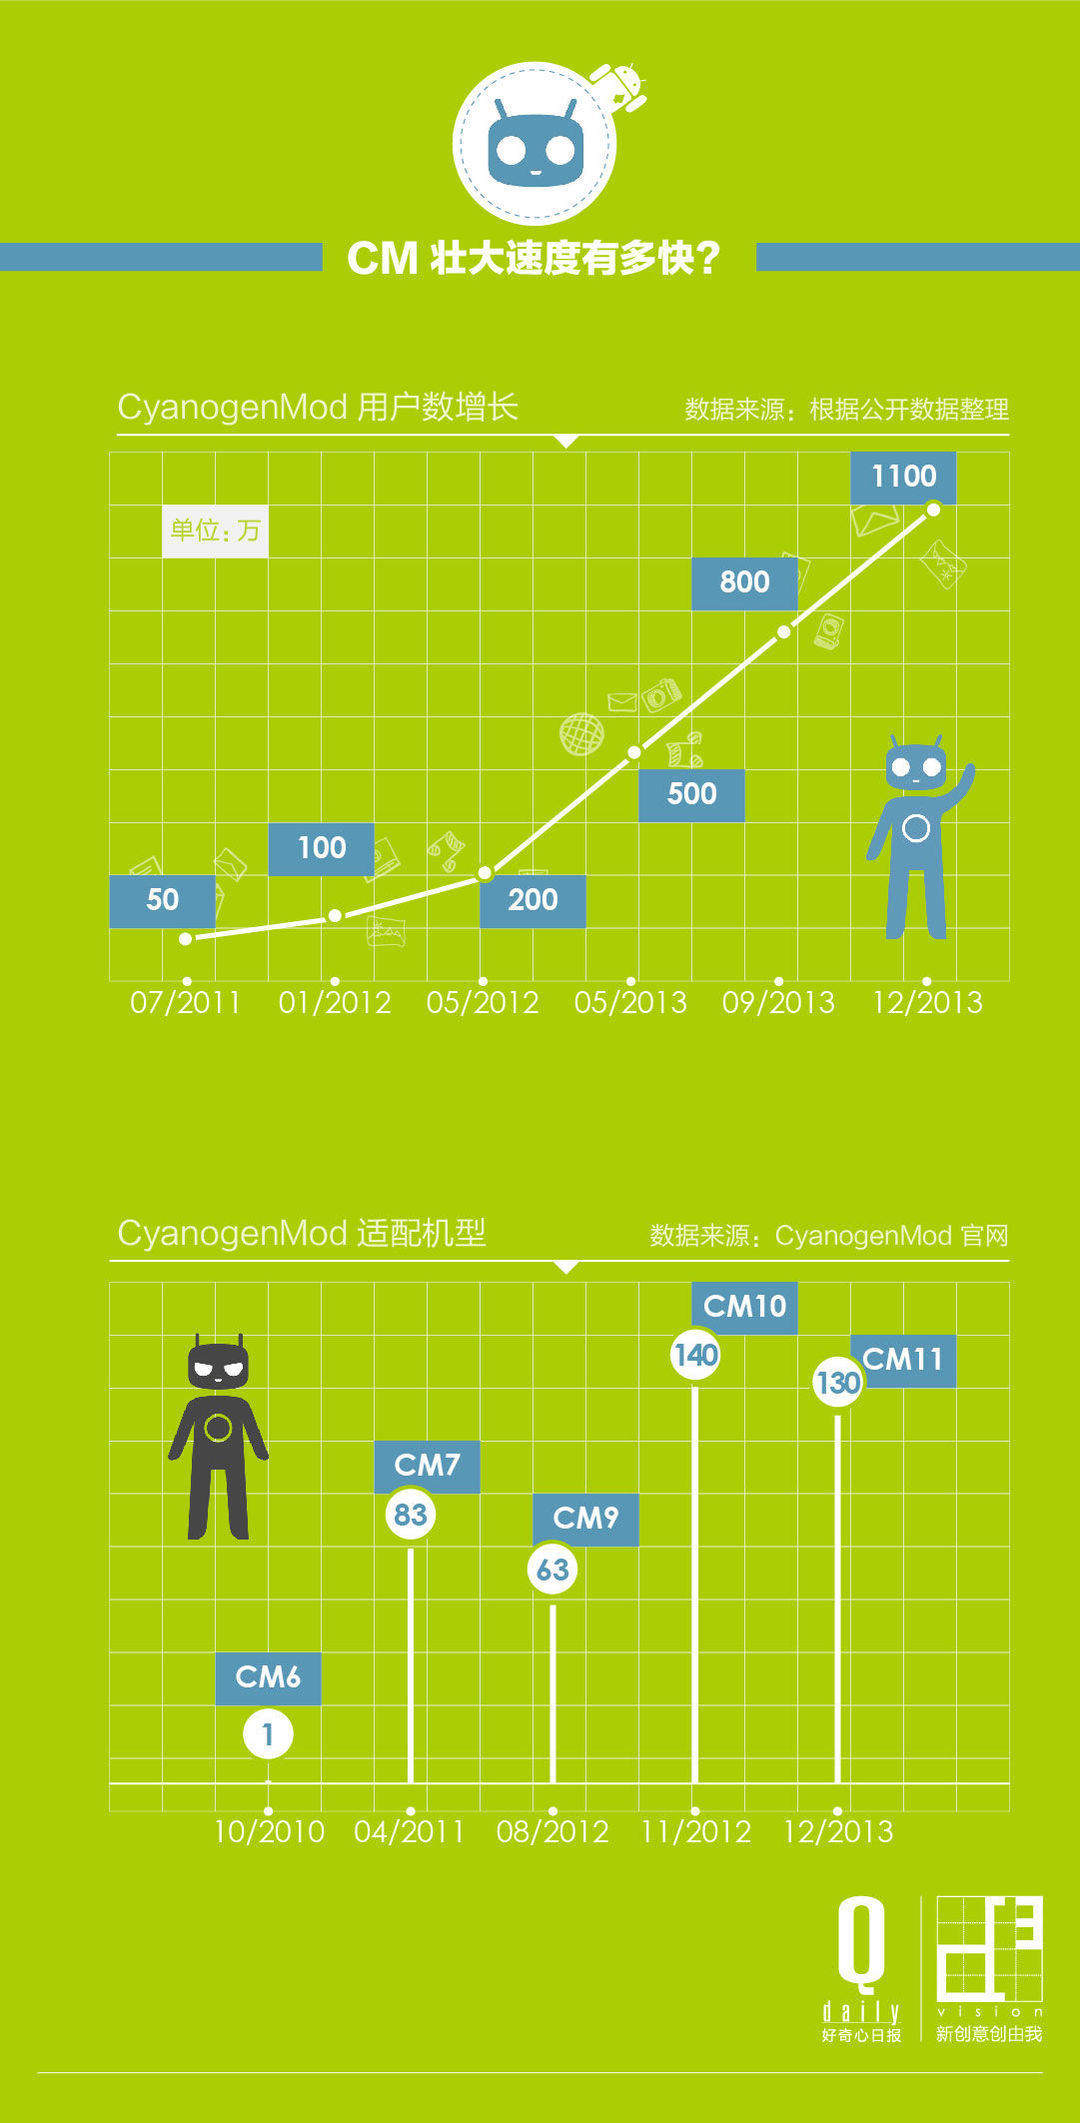 CM 壮大速度有多快?
CyanogenMod 用户数增长
数据来源：根据公开数据整理
单位：万
1100
800
500
100
50
200
07/2011 01/2012 05/2012 05/2013 09/2013 12/2013
CyanogenMod 适配机型
数据来源：CyanogenMod 官网
CM10
140
CM11
130
CM7
83
CM9
63
CM6
1
10/2010 04/2011 08/2012 11/2012 12/2013
Q
daily
好奇心日报
vision
新创意创由我